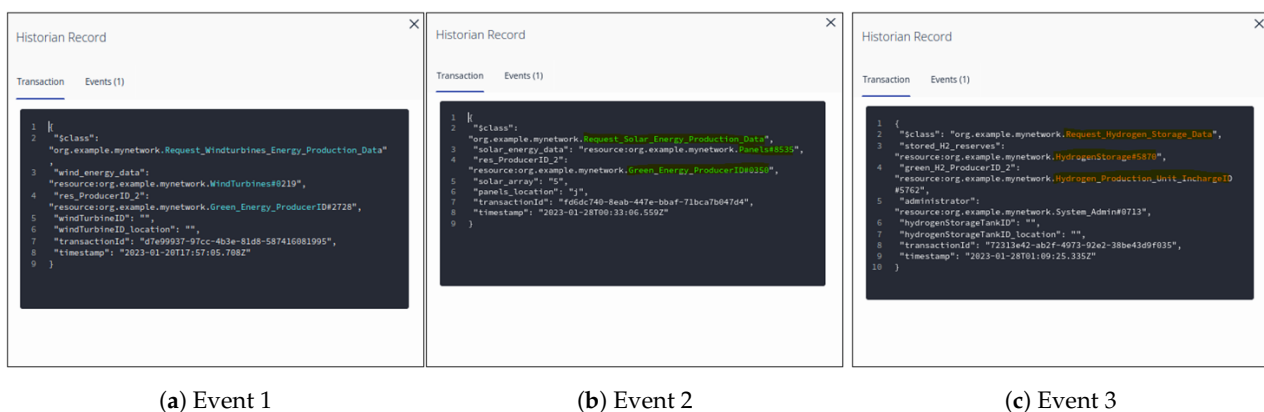 Historian Record
Transaction Events (1)
1 {
2 "$class":
"org.example.mynetwork.Request_Windturbines_Energy_Production_Data"
,
3 "wind_energy_data":
"resource:org.example.mynetwork.WindTurbines#0219",
4 "res_ProducerID_2":
"resource:org.example.mynetwork.Green_Energy_ProducerID#2728",
5 "windTurbineID": "",
6 "windTurbineID_location": "",
7 "transactionId": "d7e99937-97cc-4b3e-81d8-587416081995",
8 "timestamp": "2023-01-20T17:57:05.708Z"
9 }
(a) Event 1
Historian Record
Transaction Events (1)
1 {
2 "$class":
"org.example.mynetwork.Request_Solar_Energy_Production_Data",
3 "solar_energy_data": "resource:org.example.mynetwork.Panels#8535",
4 "res_ProducerID_2":
"resource:org.example.mynetwork.Green_Energy_ProducerID#0350",
5 "solar_array": "5",
6 "panels_location": "j",
7 "transactionId": "fd6dc740-8eab-447e-bbaf-71bca7b047d4",
8 "timestamp": "2023-01-28T00:33:06.559Z"
9 }
(b) Event 2
Historian Record
Transaction Events (1)
1 {
2 "$class": "org.example.mynetwork.Request_Hydrogen_Storage_Data",
3 "stored_H2_reserves":
"resource:org.example.mynetwork.HydrogenStorage#5870",
4 "green_H2_ProducerID_2":
"resource:org.example.mynetwork.Hydrogen_Production_Unit_InchargeID
#5762",
5 "administrator":
"resource:org.example.mynetwork.System_Admin#0713",
6 "hydrogenStorageTankID": "",
7 "hydrogenStorageTankID_location": "",
8 "transactionId": "72313e42-ab2f-4973-92e2-38be43d9f035",
9 "timestamp": "2023-01-28T01:09:25.335Z"
10 }
(c) Event 3